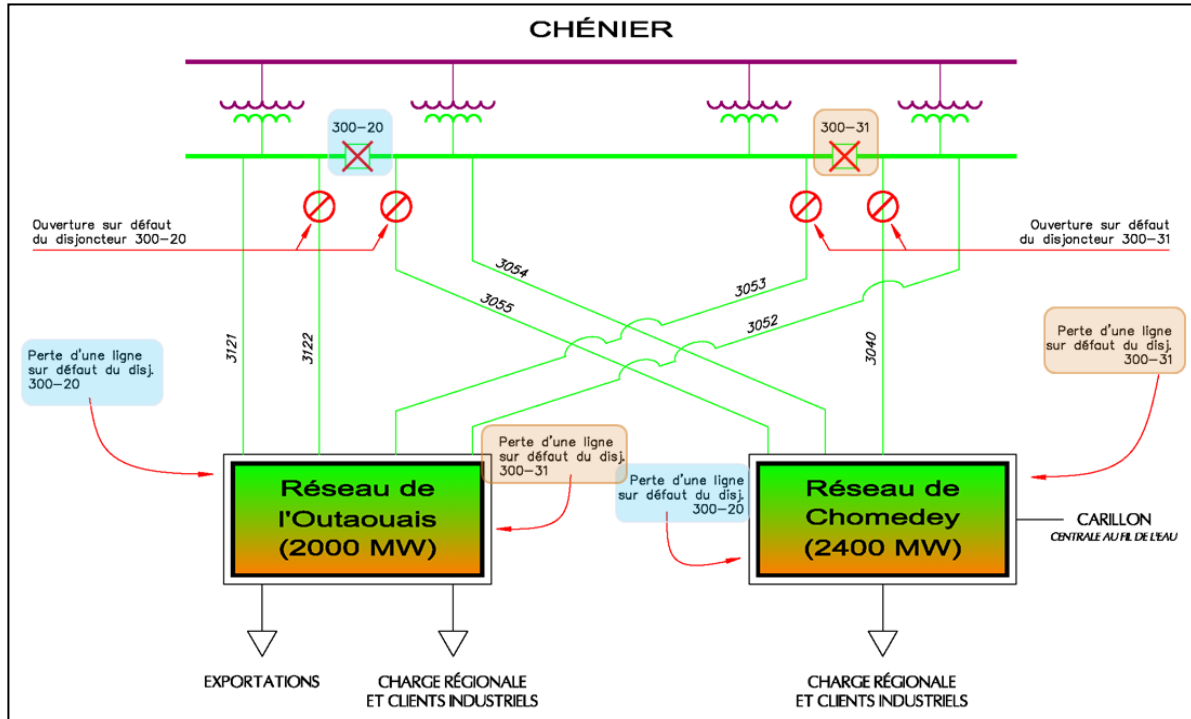 CHÉNIER
300-20
300-31
Ouverture sur défaut
du disjoncteur 300-20
Ouverture sur défaut
du disjoncteur 300-31
3121
3122
3055
3054
3053
3052
3040
Perte d'une ligne
sur défaut du disj.
300-20
Perte d'une ligne
sur défaut du disj.
300-31
Perte d'une ligne
sur défaut du disj.
300-31
Perte d'une ligne
sur défaut du disj.
300-20
Réseau de
l'Outaouais
(2000 MW)
Réseau de
Chomedey
(2400 MW)
CARILLON
CENTRALE AU FIL DE L'EAU
EXPORTATIONS
CHARGE RÉGIONALE
ET CLIENTS INDUSTRIELS
CHARGE RÉGIONALE
ET CLIENTS INDUSTRIELS